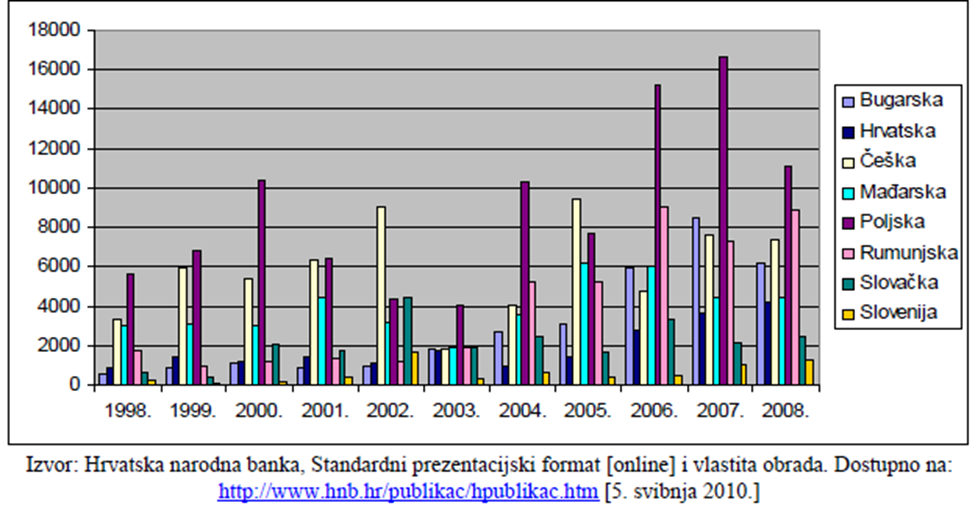 18000
16000
14000
12000
10000
8000
6000
4000
2000
0
1998. 1999. 2000. 2001. 2002. 2003. 2004. 2005. 2006. 2007. 2008.
Bugarska
Hrvatska
Češka
Mađarska
Poljska
Rumunjska
Slovačka
Slovenija
Izvor: Hrvatska narodna banka, Standardni prezentacijski format [online] i vlastita obrada. Dostupno na:
http://www.hnb.hr/publikac/hpublikac.htm [5. svibnja 2010.]